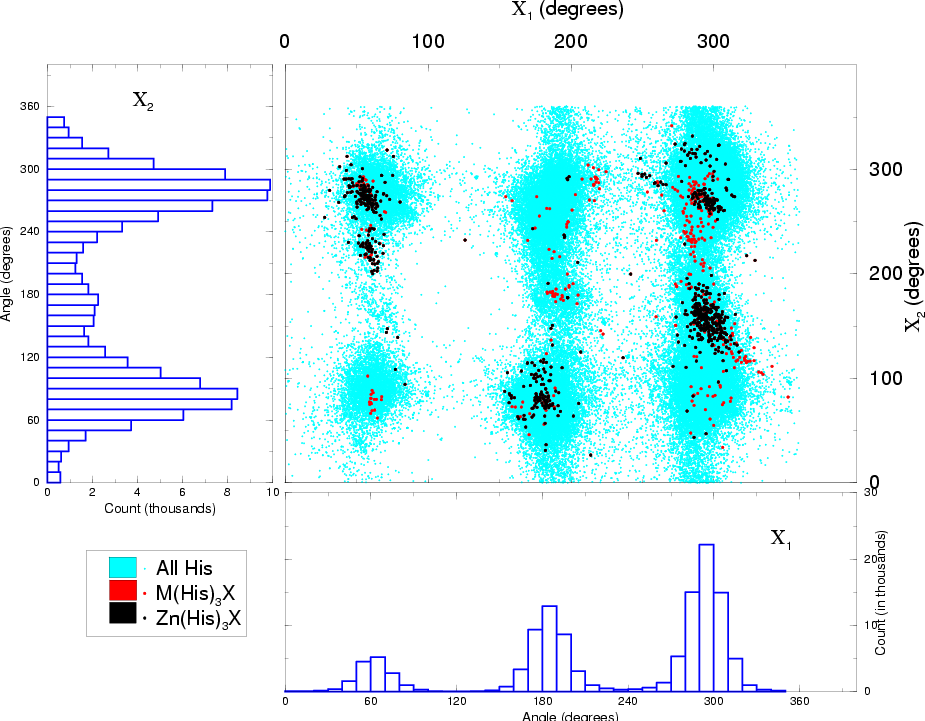 X1 (degrees)
0 100 200 300
X2
360
300
240
180
120
60
0
Angle (degrees)
0 2 4 6 8 10
Count (thousands)
300
200
100
0
X2 (degrees)
All His
M(His)3X
Zn(His)3X
X1
30
20
10
0
Count (in thousands)
0 60 120 180 240 300 360
Angle (degrees)